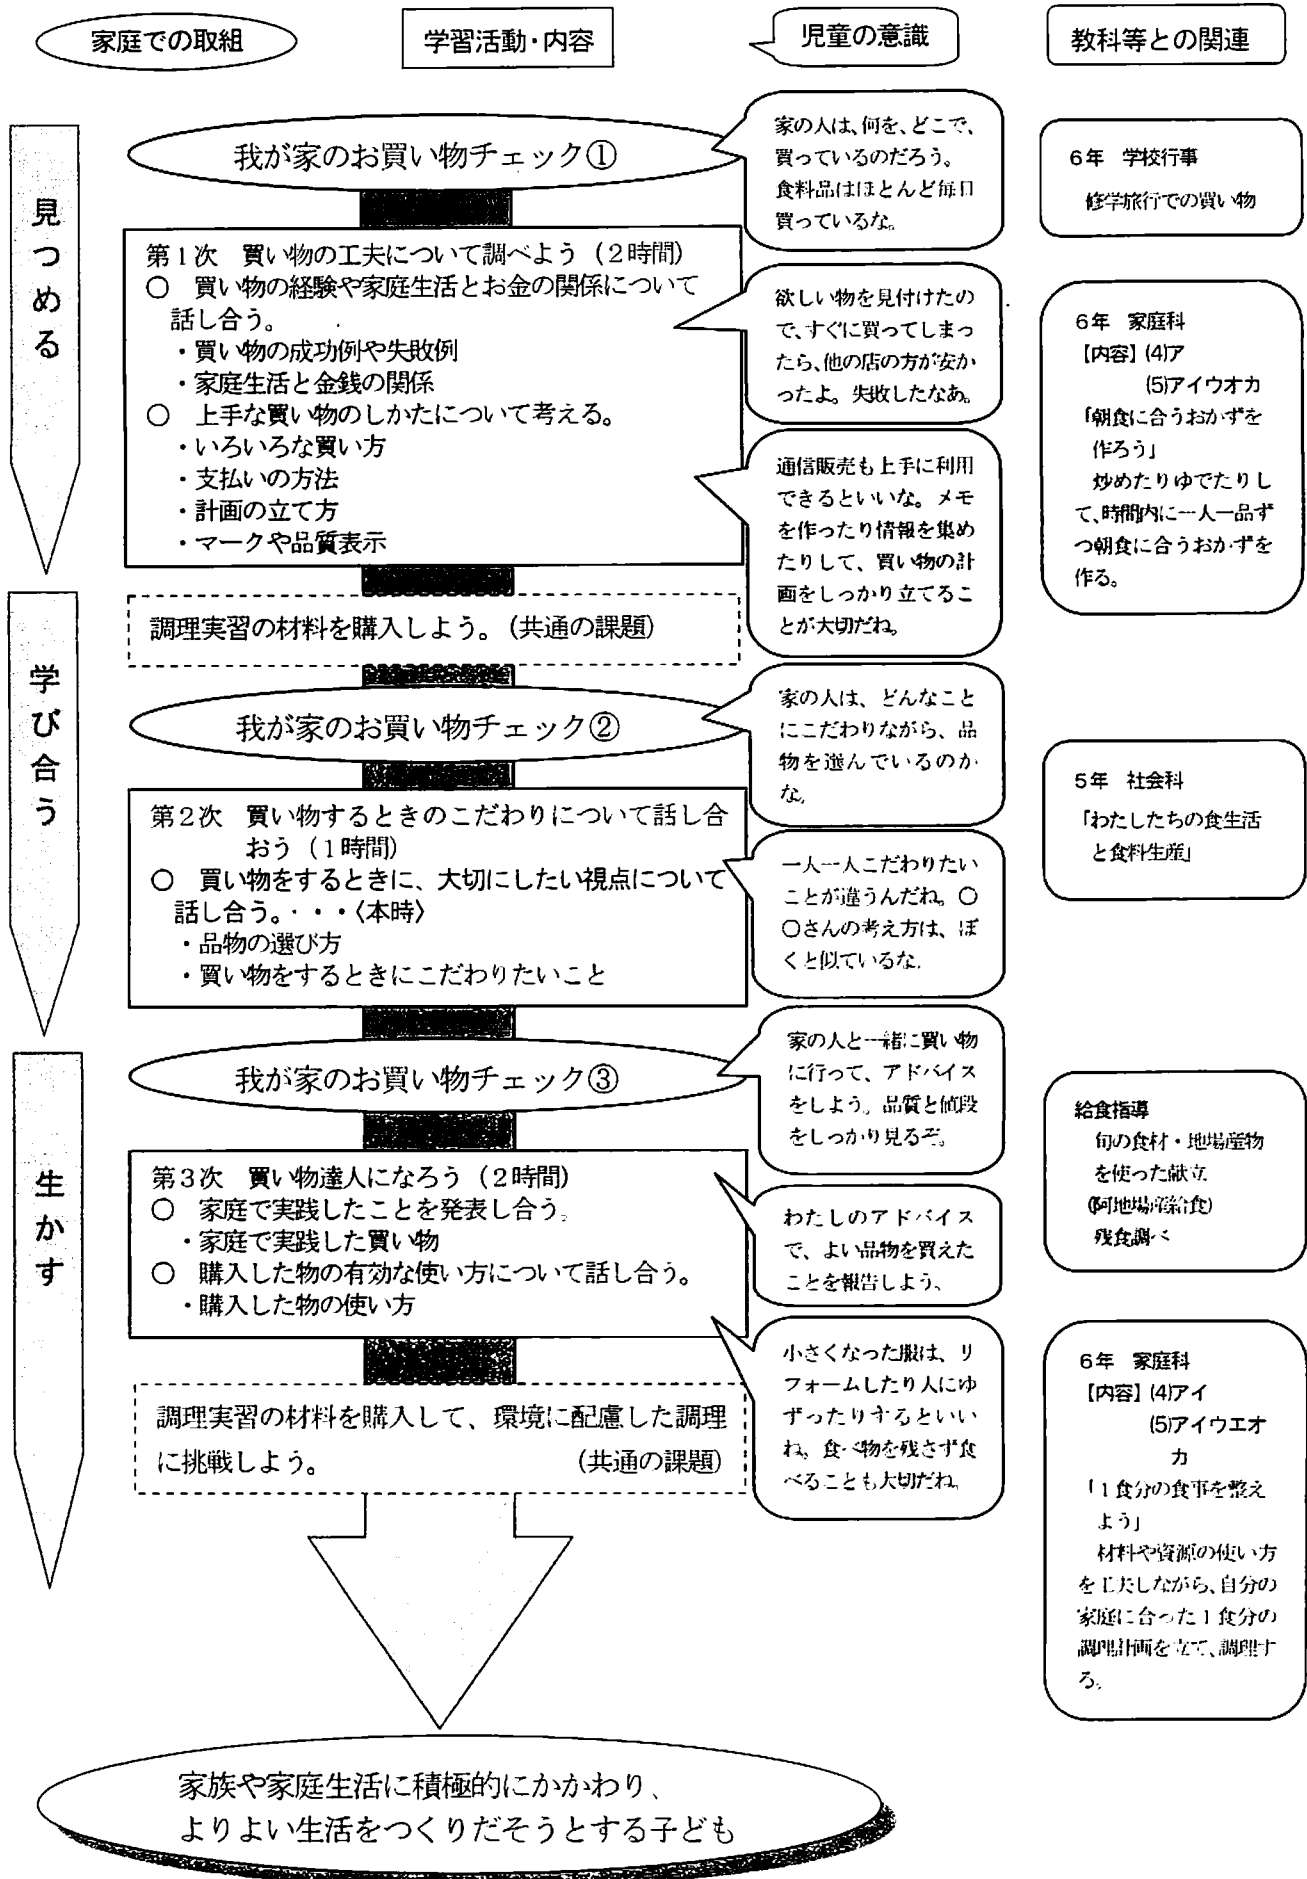 家庭での取組
学習活動・内容
児童の意識
教科等との関連
見つめる
我が家のお買い物チェック①
家の人は、何を、どこで、
買っているのだろう。
食料品はほとんど毎日
買っているな。
6年 学校行事
修学旅行での買い物
第1次 買い物の工夫について調べよう(2時間)
○ 買い物の経験や家庭生活とお金の関係について
話し合う。
・買い物の成功例や失敗例
・家庭生活と金銭の関係
○ 上手な買い物のしかたについて考える。
・いろいろな買い方
・支払いの方法
・計画の立て方
・マークや品質表示
欲しい物を見付けたの
で、すぐに買ってしまっ
たら、他の店の方が安か
ったよ。失敗したなあ。
通信販売も上手に利用
できるといいな。メモ
を作ったり情報を集め
たりして、買い物の計
画をしっかり立てるこ
とが大切だね。
6年 家庭科
【内容】(4)ア
(5)アイウオカ
「朝食に合うおかずを
作ろう」
炒めたりゆでたりし
て、時間内に一人一品ず
つ朝食に合うおかずを
作る。
調理実習の材料を購入しよう。(共通の課題)
学び合う
我が家のお買い物チェック②
家の人は、どんなこと
にこだわりながら、品
物を選んでいるのか
な。
第2次 買い物するときのこだわりについて話し合
おう(1時間)
○ 買い物をするときに、大切にしたい視点について
話し合う。・・・〈本時〉
・品物の選び方
・買い物をするときにこだわりたいこと
一人一人こだわりたい
ことが違うんだね。○
○さんの考え方は、ぼ
くと似ているな。
5年 社会科
「わたしたちの食生活
と食料生産」
生かす
我が家のお買い物チェック③
家の人と一緒に買い物
に行って、アドバイス
をしよう。品質と値段
をしっかり見るぞ。
第3次 買い物達人になろう(2時間)
○ 家庭で実践したことを発表し合う。
・家庭で実践した買い物
○ 購入した物の有効な使い方について話し合う。
・購入した物の使い方
わたしのアドバイス
で、よい品物を買えた
ことを報告しよう。
小さくなった服は、リ
フォームしたり人にゆ
ずったりするといい
ね。食べ物を残さず食
べることも大切だね。
給食指導
旬の食材・地場産物
を使った献立
(阿地場産給食)
残食調べ
調理実習の材料を購入して、環境に配慮した調理
に挑戦しよう。 (共通の課題)
6年 家庭科
【内容】(4)アイ
(5)アイウエオ
カ
「1食分の食事を整え
よう」
材料や資源の使い方
を工夫しながら、自分の
家庭に合った1食分の
調理計画を立て、調理す
る。
家族や家庭生活に積極的にかかわり、
よりよい生活をつくりだそうとする子ども